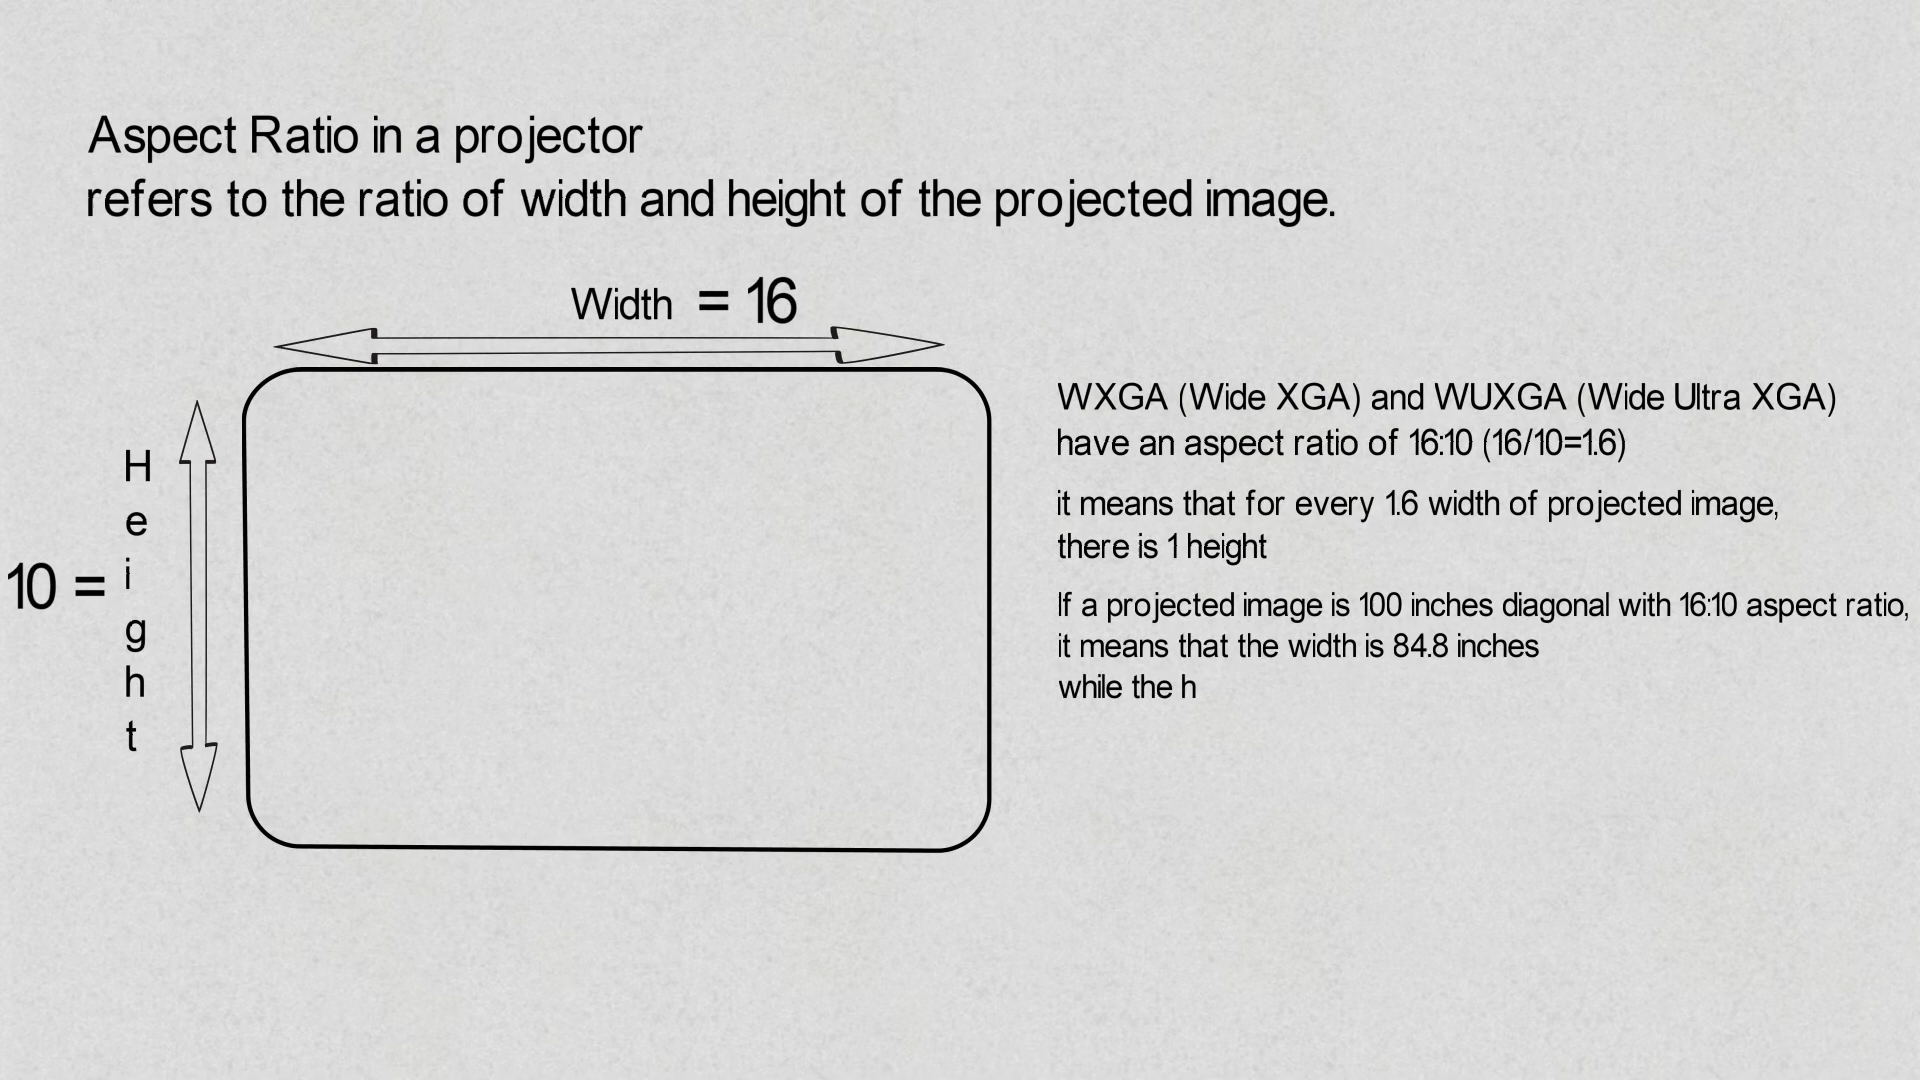 Aspect Ratio in a projector
refers to the ratio of width and height of the projected image.
Width = 16
10 = Height
WXGA (Wide XGA) and WUXGA (Wide Ultra XGA)
have an aspect ratio of 16:10 (16/10=1.6)
it means that for every 1.6 width of projected image,
there is 1 height
If a projected image is 100 inches diagonal with 16:10 aspect ratio,
it means that the width is 84.8 inches
while the h